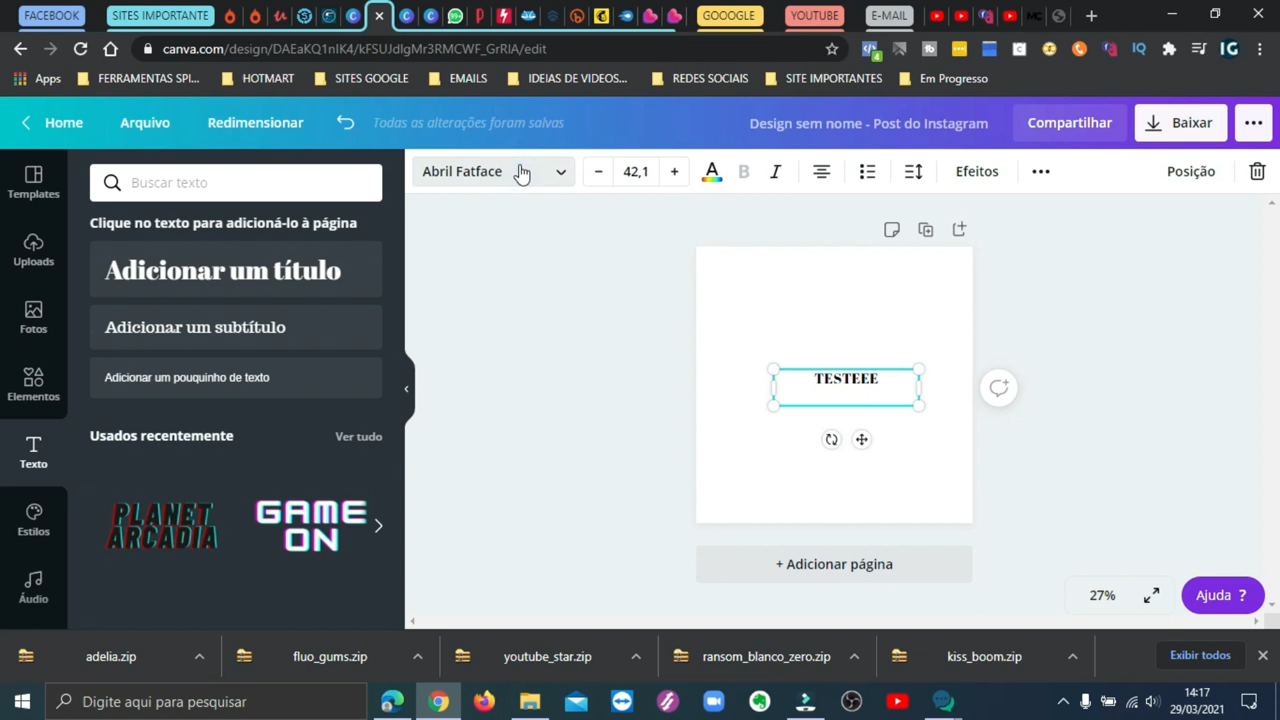 FACEBOOK
SITES IMPORTANTE
GOOOGLE
YOUTUBE
E-MAIL
canva.com/design/DAEaKQ1nIK4/kFSUJdIgMr3RMCWF_GrRIA/edit
Apps
FERRAMENTAS SPI...
HOTMART
SITES GOOGLE
EMAILS
IDEIAS DE VIDEOS...
REDES SOCIAIS
SITE IMPORTANTES
Em Progresso
Home
Arquivo
Redimensionar
Todas as alterações foram salvas
Design sem nome - Post do Instagram
Compartilhar
Baixar
Templates
Uploads
Fotos
Elementos
Texto
Estilos
Áudio
Buscar texto
Clique no texto para adicioná-lo à página
Adicionar um título
Adicionar um subtítulo
Adicionar um pouquinho de texto
Usados recentemente
Ver tudo
PLANET
ARCADIA
GAME
ON
Abril Fatface
42,1
A
B
I
Efeitos
Posição
TESTEEE
+ Adicionar página
27%
Ajuda ?
adelia.zip
fluo_gums.zip
youtube_star.zip
ransom_blanco_zero.zip
kiss_boom.zip
Exibir todos
Digite aqui para pesquisar
14:17
29/03/2021